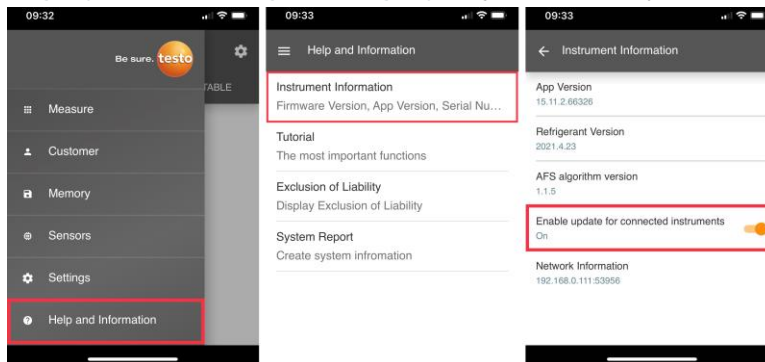 09:32
Be sure. testo
TABLE
Measure
Customer
Memory
Sensors
Settings
Help and Information
09:33
Help and Information
Instrument Information
Firmware Version, App Version, Serial Nu...
Tutorial
The most important functions
Exclusion of Liability
Display Exclusion of Liability
System Report
Create system infromation
09:33
Instrument Information
App Version
15.11.2.66326
Refrigerant Version
2021.4.23
AFS algorithm version
1.1.5
Enable update for connected instruments
On
Network Information
192.168.0.111:53956